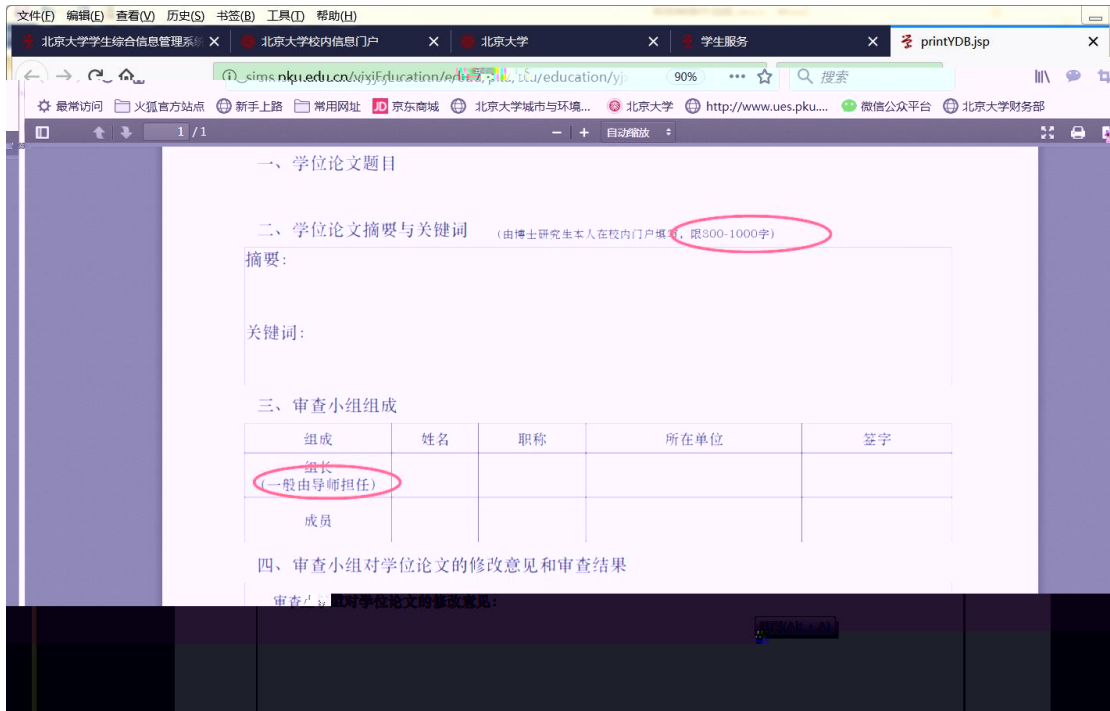 文件(F) 编辑(E) 查看(V) 历史(S) 书签(B) 工具(T) 帮助(H)
北京大学学生综合信息管理系统 北京大学校内信息门户 北京大学 学生服务 printYDB.jsp
90% 搜索
最常访问 火狐官方站点 新手上路 常用网址 JD 京东商城 北京大学城市与环境... 北京大学 http://www.ues.pku.... 微信公众平台 北京大学财务部
1 / 1 自动缩放
一、学位论文题目
二、学位论文摘要与关键词 (由博士研究生本人在校内门户填写,限800-1000字)
摘要:
关键词:
三、审查小组组成
组成 姓名 职称 所在单位 签字
组长
(一般由导师担任)
成员
四、审查小组对学位论文的修改意见和审查结果
审查小组对学位论文的修改意见: